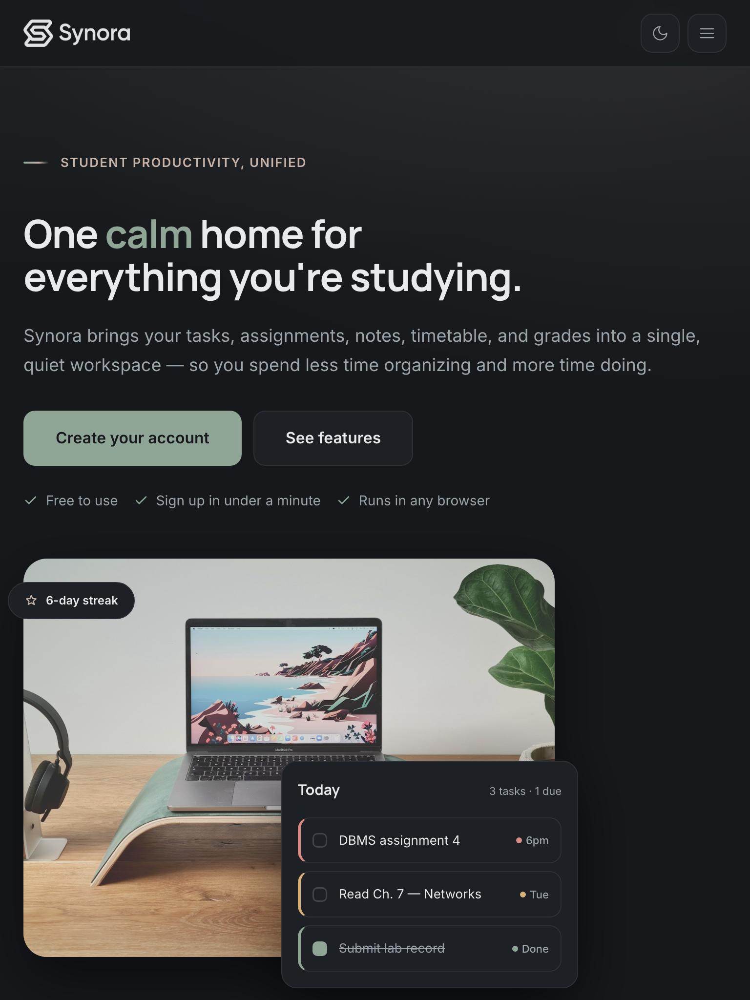 Synora
STUDENT PRODUCTIVITY, UNIFIED
One calm home for
everything you're studying.
Synora brings your tasks, assignments, notes, timetable, and grades into a single,
quiet workspace — so you spend less time organizing and more time doing.
Create your account
See features
Free to use
Sign up in under a minute
Runs in any browser
6-day streak
MacBook Pro
Today
3 tasks · 1 due
DBMS assignment 4
6pm
Read Ch. 7 — Networks
Tue
Submit lab record
Done